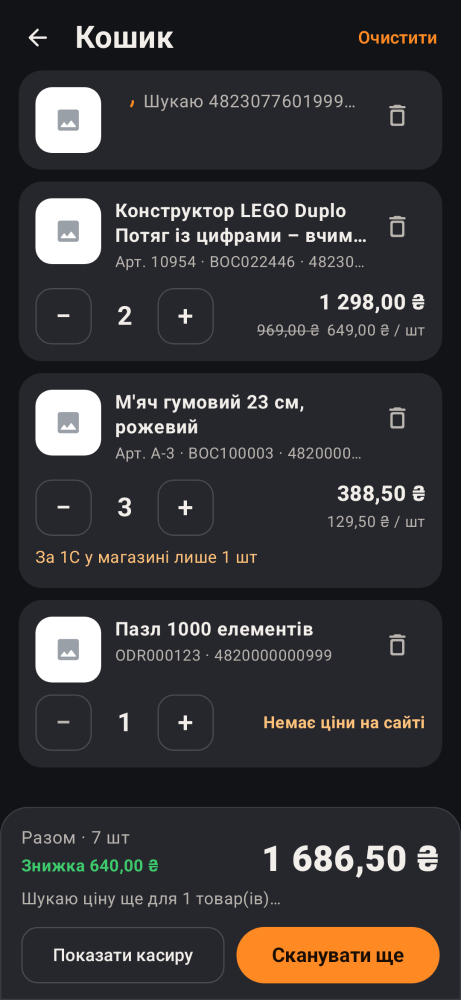 Кошик
Очистити
Шукаю 4823077601999…
Конструктор LEGO Duplo
Потяг із цифрами – вчим…
Арт. 10954 · BOC022446 · 48230…
− 2 +
1 298,00 ₴
969,00 ₴ 649,00 ₴ / шт
М'яч гумовий 23 см,
рожевий
Арт. А-3 · BOC100003 · 4820000…
− 3 +
388,50 ₴
129,50 ₴ / шт
За 1С у магазині лише 1 шт
Пазл 1000 елементів
ODR000123 · 4820000000999
− 1 +
Немає ціни на сайті
Разом · 7 шт
Знижка 640,00 ₴
1 686,50 ₴
Шукаю ціну ще для 1 товар(ів)…
Показати касиру
Сканувати ще